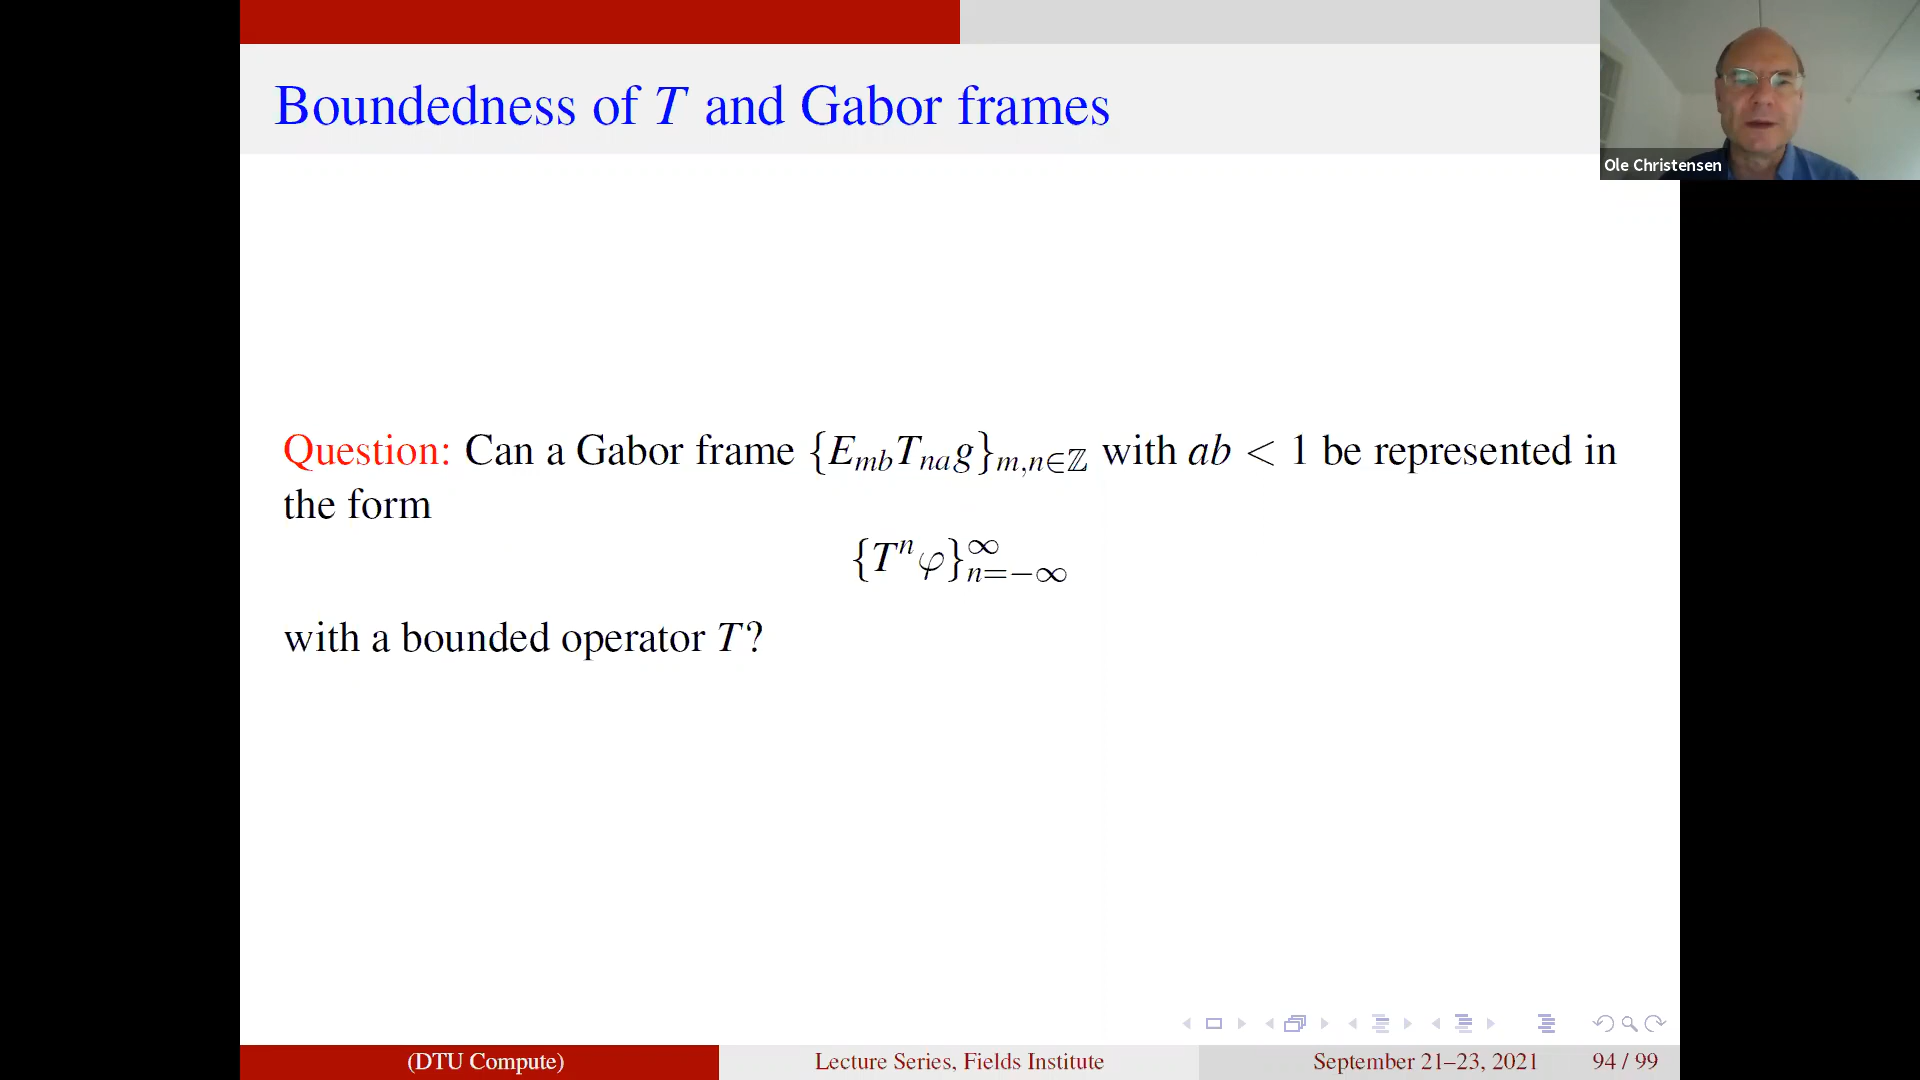 Boundedness of T and Gabor frames
Ole Christensen
Question: Can a Gabor frame {E_{mb}T_{na}g}_{m,n∈ℤ} with ab < 1 be represented in
the form
{T^n φ}_{n=−∞}^∞
with a bounded operator T?
(DTU Compute) Lecture Series, Fields Institute September 21–23, 2021 94 / 99